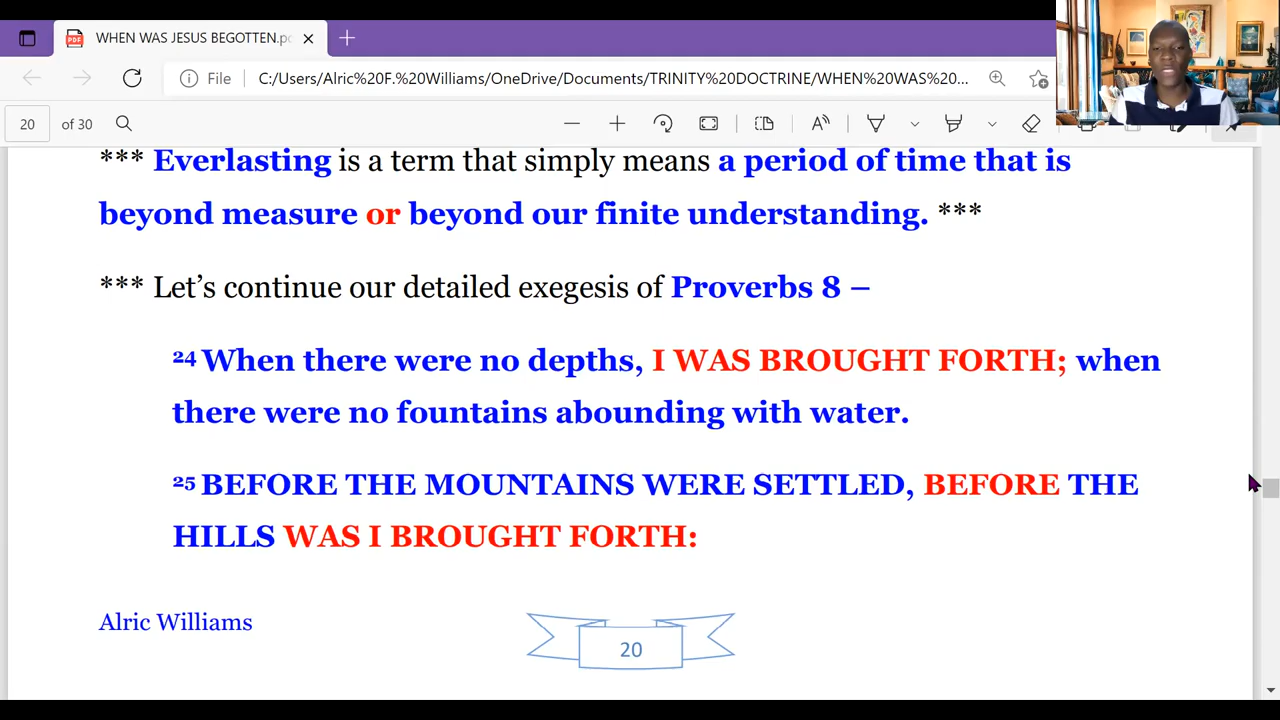 WHEN WAS JESUS BEGOTTEN.pd
File C:/Users/Alric%20F.%20Williams/OneDrive/Documents/TRINITY%20DOCTRINE/WHEN%20WAS%20...
20 of 30
*** Everlasting is a term that simply means a period of time that is
beyond measure or beyond our finite understanding. ***
*** Let’s continue our detailed exegesis of Proverbs 8 –
24 When there were no depths, I WAS BROUGHT FORTH; when
there were no fountains abounding with water.
25 BEFORE THE MOUNTAINS WERE SETTLED, BEFORE THE
HILLS WAS I BROUGHT FORTH:
Alric Williams
20